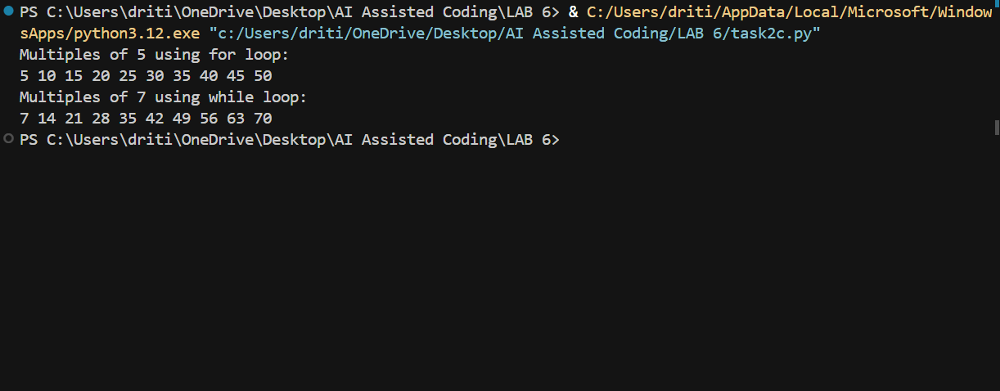 PS C:\Users\driti\OneDrive\Desktop\AI Assisted Coding\LAB 6> & C:/Users/driti/AppData/Local/Microsoft/Window
sApps/python3.12.exe "c:/Users/driti/OneDrive/Desktop/AI Assisted Coding/LAB 6/task2c.py"
Multiples of 5 using for loop:
5 10 15 20 25 30 35 40 45 50
Multiples of 7 using while loop:
7 14 21 28 35 42 49 56 63 70
PS C:\Users\driti\OneDrive\Desktop\AI Assisted Coding\LAB 6>